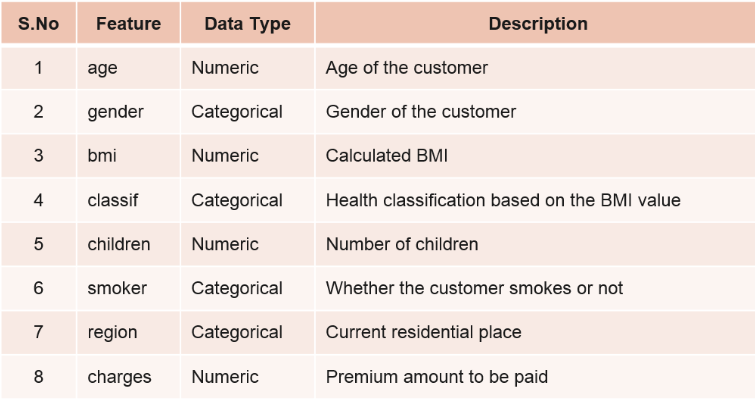 S.No Feature Data Type Description
1 age Numeric Age of the customer
2 gender Categorical Gender of the customer
3 bmi Numeric Calculated BMI
4 classif Categorical Health classification based on the BMI value
5 children Numeric Number of children
6 smoker Categorical Whether the customer smokes or not
7 region Categorical Current residential place
8 charges Numeric Premium amount to be paid